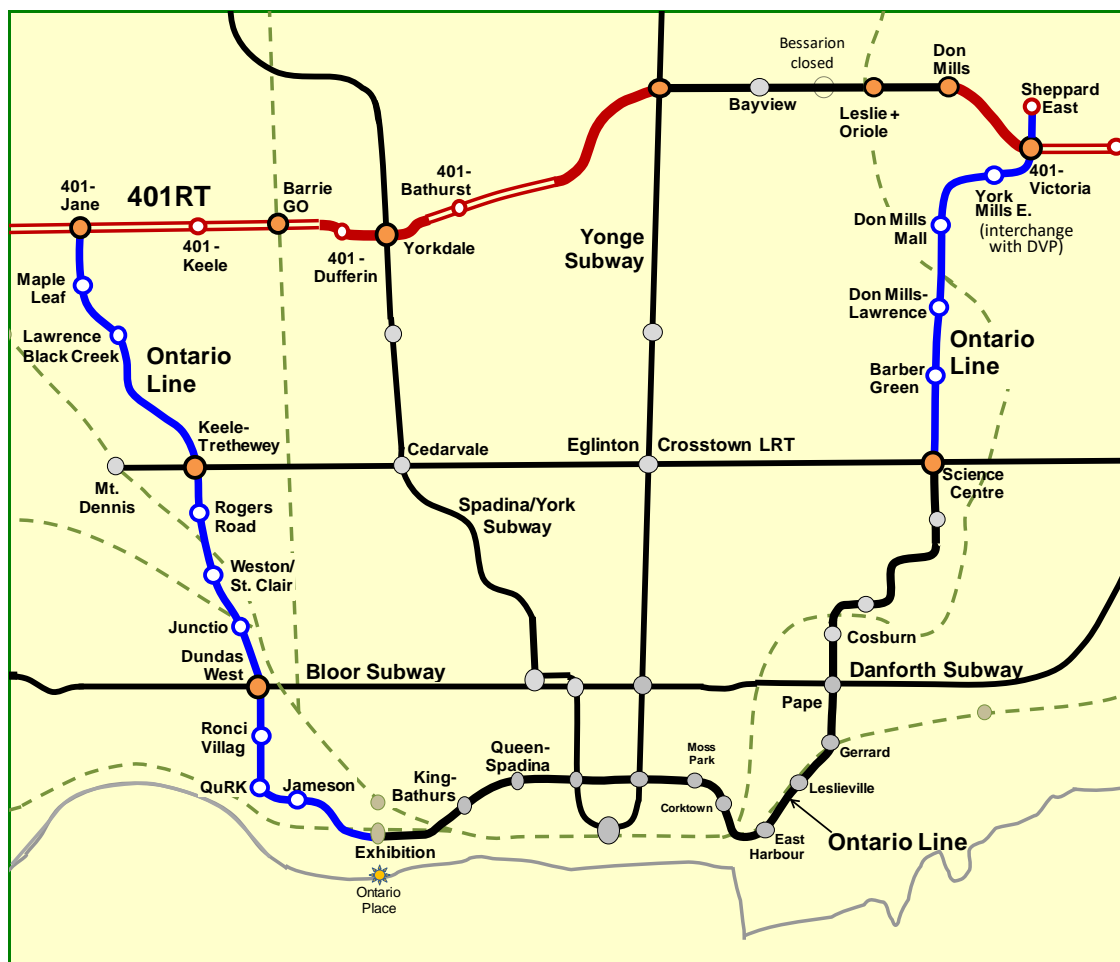 Bessarion
closed
Don
Mills
Sheppard
East
Bayview
Leslie +
Oriole
401-
Victoria
York
Mills E.
(interchange
with DVP)
401-
Jane
401RT
Barrie
GO
401-
Bathurst
401-
Keele
401-
Dufferin
Yorkdale
Yonge
Subway
Don Mills
Mall
Maple
Leaf
Don Mills-
Lawrence
Lawrence
Black Creek
Ontario
Line
Ontario
Line
Barber
Green
Keele-
Trethewey
Cedarvale
Eglinton
Crosstown LRT
Science
Centre
Mt.
Dennis
Rogers
Road
Spadina/York
Subway
Weston/
St. Clair
Junctio
Cosburn
Dundas
West
Bloor Subway
Danforth Subway
Pape
Ronci
Villag
Queen-
Spadina
Moss
Park
Gerrard
QuRK
Jameson
King-
Bathurs
Corktown
Leslieville
Exhibition
East
Harbour
Ontario Line
Ontario
Place